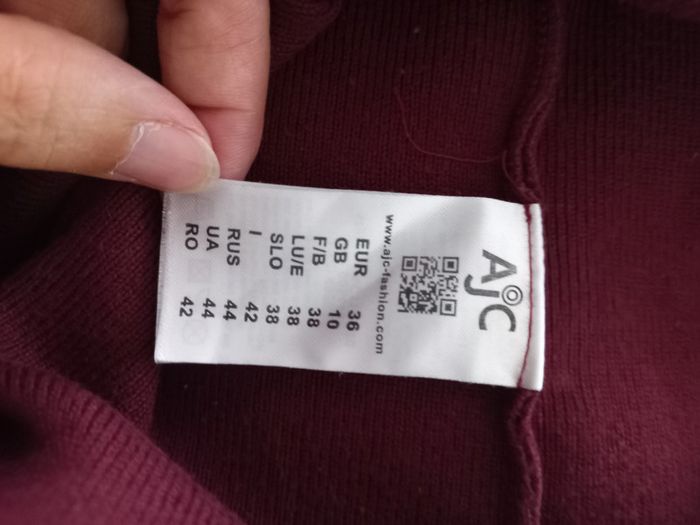 AJC
www.ajc-fashion.com
EUR 36
GB 10
F/B 38
LU/E 38
SLO 38
I 42
RUS 44
UA 44
RO 42